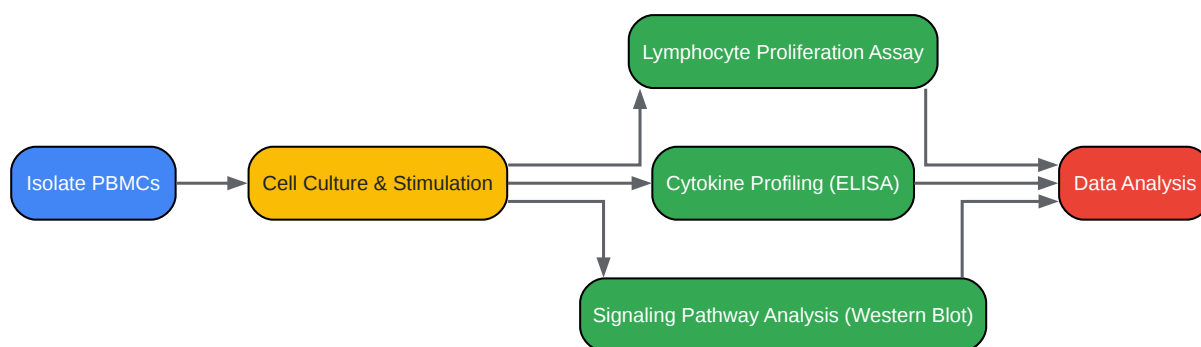 Lymphocyte Proliferation Assay
Isolate PBMCs
Cell Culture & Stimulation
Cytokine Profiling (ELISA)
Data Analysis
Signaling Pathway Analysis (Western Blot)